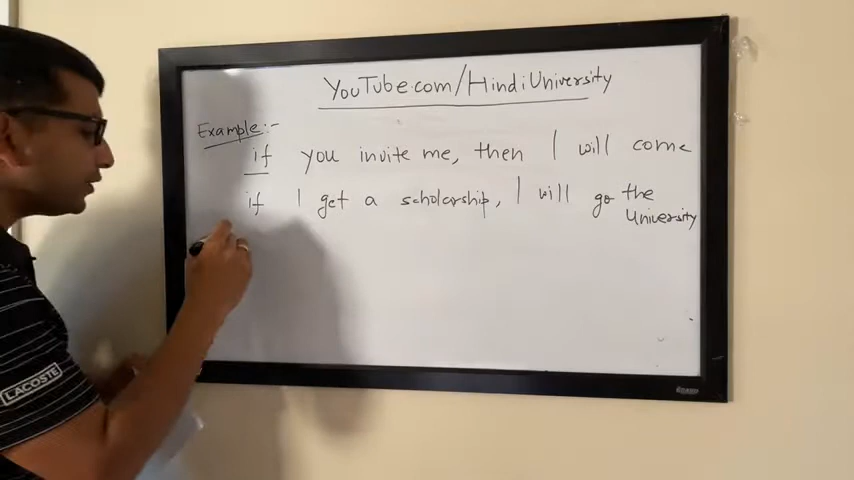 YouTube.com/HindiUniversity
Example:-
if you invite me, then I will come
if I get a scholarship, I will go the
University
LACOSTE